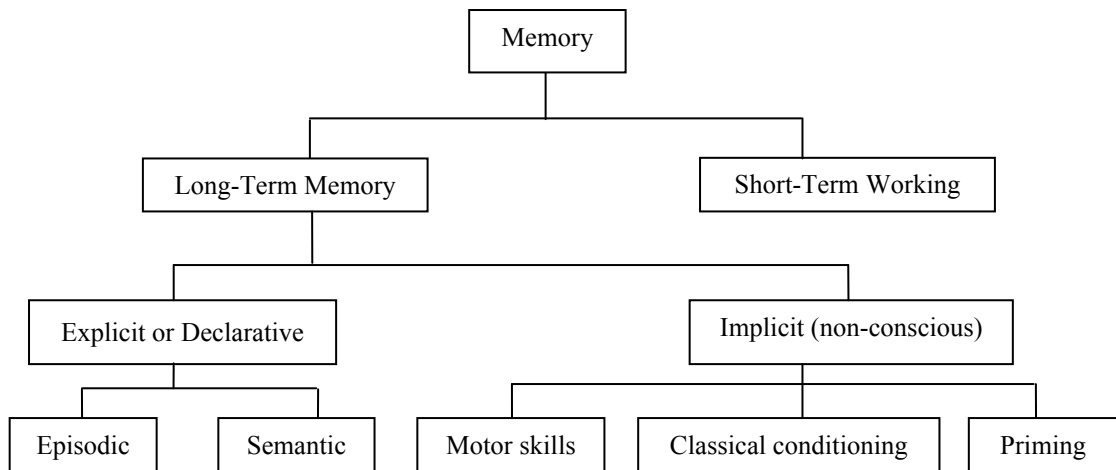 Memory
Long-Term Memory
Short-Term Working
Explicit or Declarative
Implicit (non-conscious)
Episodic
Semantic
Motor skills
Classical conditioning
Priming